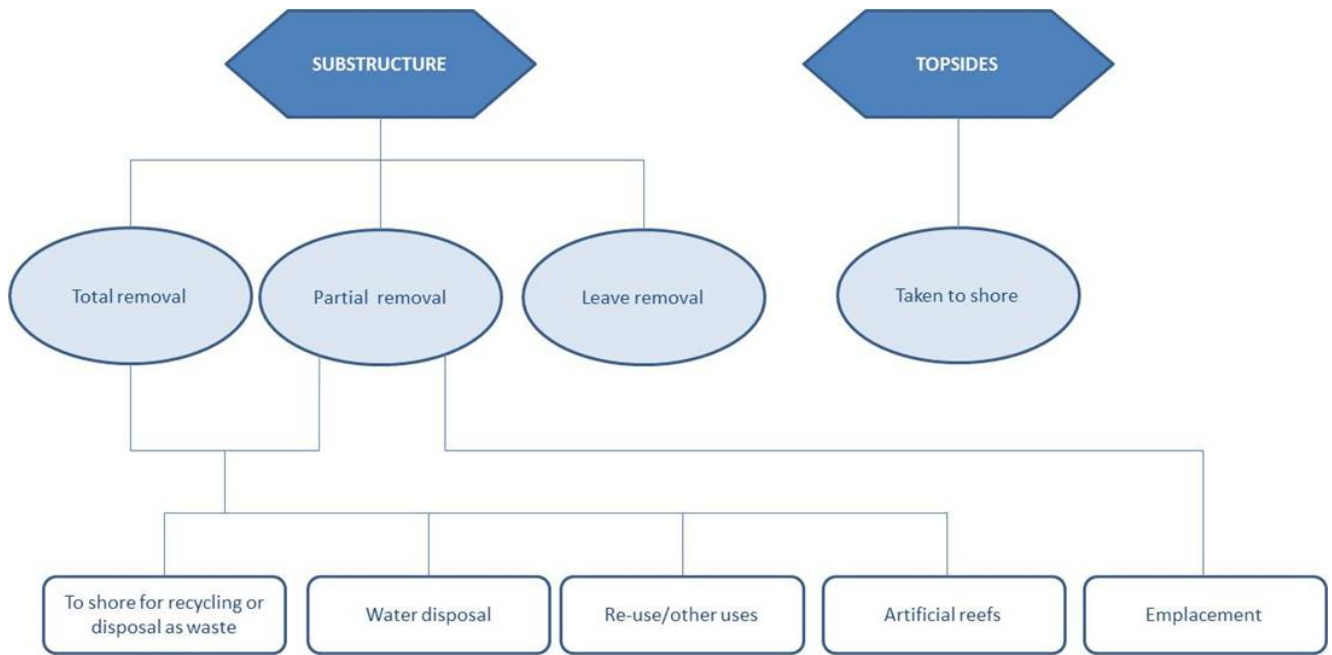 SUBSTRUCTURE
TOPSIDES
Total removal
Partial removal
Leave removal
Taken to shore
To shore for recycling or
disposal as waste
Water disposal
Re-use/other uses
Artificial reefs
Emplacement